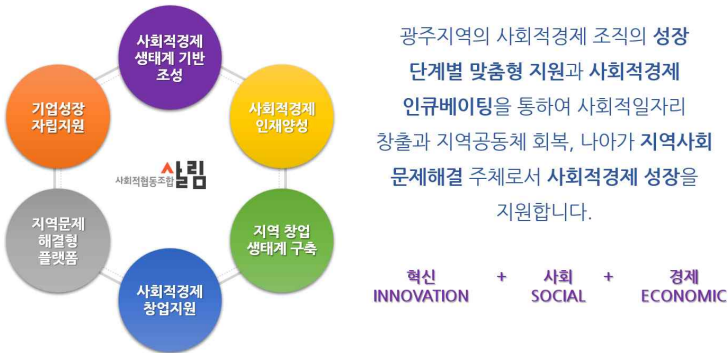 사회적경제
생태계 기반
조성
사회적경제
인재양성
지역 창업
생태계 구축
사회적경제
창업지원
지역문제
해결형
플랫폼
기업성장
자립지원
사회적협동조합 살림
광주지역의 사회적경제 조직의 성장
단계별 맞춤형 지원과 사회적경제
인큐베이팅을 통하여 사회적일자리
창출과 지역공동체 회복, 나아가 지역사회
문제해결 주체로서 사회적경제 성장을
지원합니다.
혁신 + 사회 + 경제
INNOVATION SOCIAL ECONOMIC